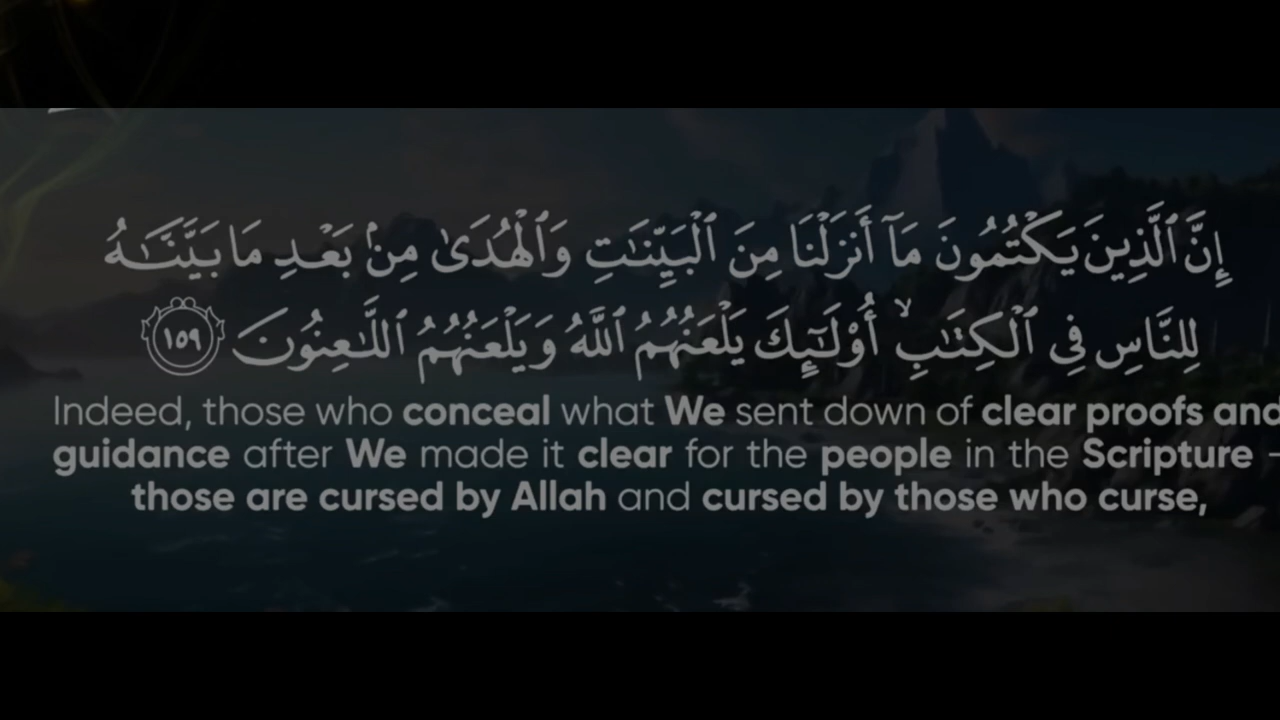 إِنَّ ٱلَّذِينَ يَكْتُمُونَ مَآ أَنزَلْنَا مِنَ ٱلْبَيِّنَـٰتِ وَٱلْهُدَىٰ مِنۢ بَعْدِ مَا بَيَّنَّـٰهُ
لِلنَّاسِ فِى ٱلْكِتَـٰبِ ۙ أُو۟لَـٰٓئِكَ يَلْعَنُهُمُ ٱللَّهُ وَيَلْعَنُهُمُ ٱللَّـٰعِنُونَ ١٥٩
Indeed, those who conceal what We sent down of clear proofs and
guidance after We made it clear for the people in the Scripture -
those are cursed by Allah and cursed by those who curse,